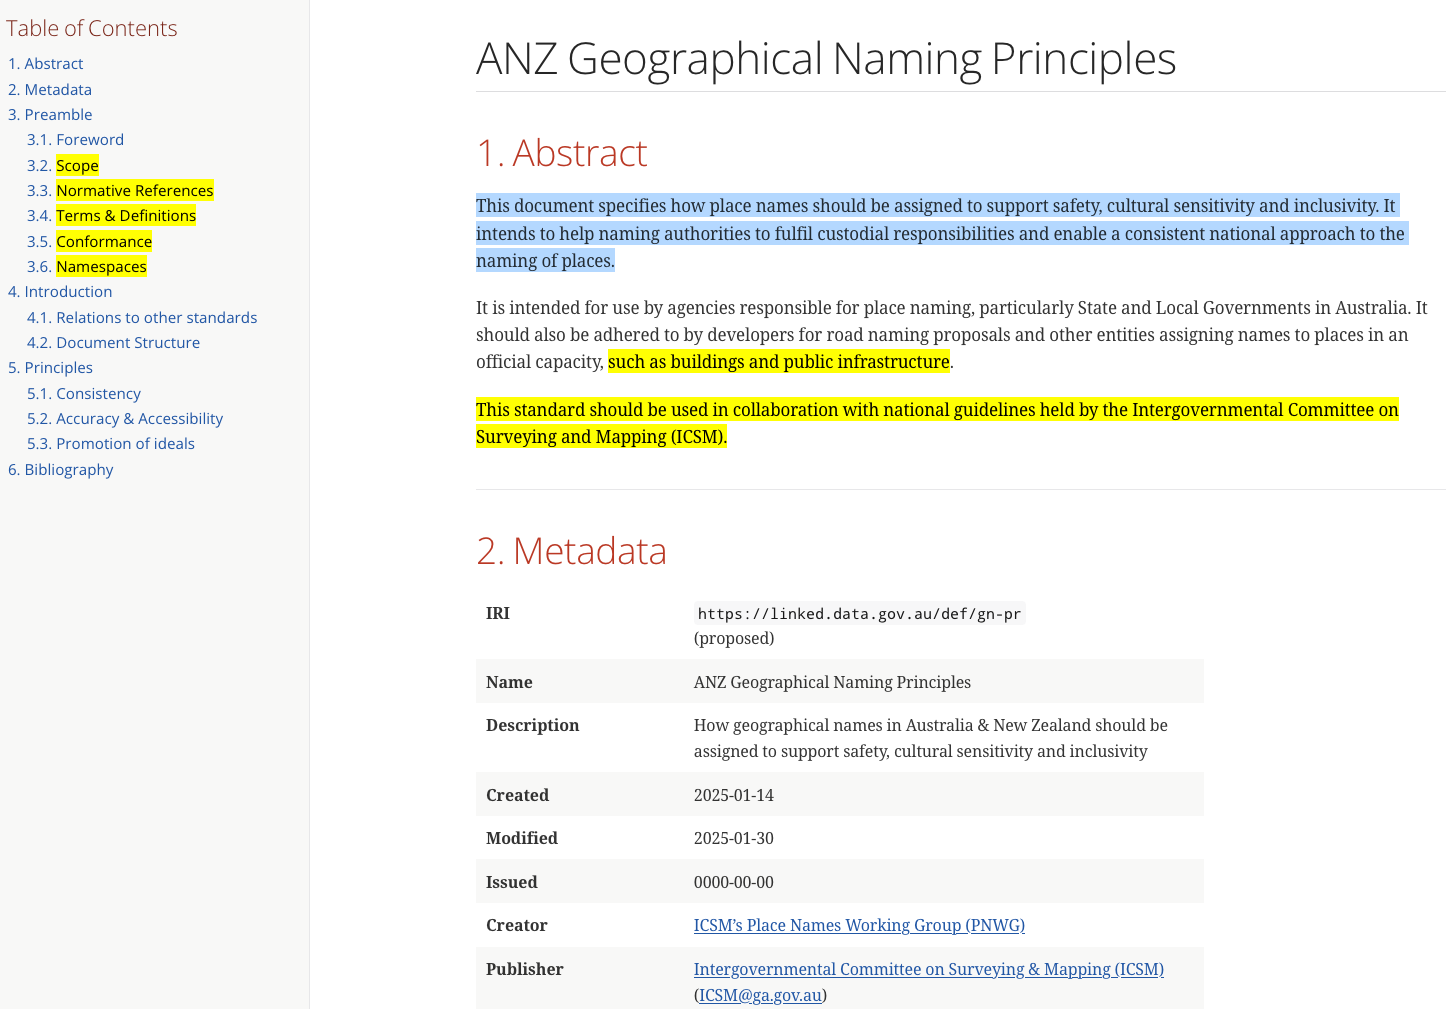 Table of Contents
1. Abstract
2. Metadata
3. Preamble
3.1. Foreword
3.2. Scope
3.3. Normative References
3.4. Terms & Definitions
3.5. Conformance
3.6. Namespaces
4. Introduction
4.1. Relations to other standards
4.2. Document Structure
5. Principles
5.1. Consistency
5.2. Accuracy & Accessibility
5.3. Promotion of ideals
6. Bibliography
ANZ Geographical Naming Principles
1. Abstract
This document specifies how place names should be assigned to support safety, cultural sensitivity and inclusivity. It
intends to help naming authorities to fulfil custodial responsibilities and enable a consistent national approach to the
naming of places.
It is intended for use by agencies responsible for place naming, particularly State and Local Governments in Australia. It
should also be adhered to by developers for road naming proposals and other entities assigning names to places in an
official capacity, such as buildings and public infrastructure.
This standard should be used in collaboration with national guidelines held by the Intergovernmental Committee on
Surveying and Mapping (ICSM).
2. Metadata
IRI https://linked.data.gov.au/def/gn-pr
(proposed)
Name ANZ Geographical Naming Principles
Description How geographical names in Australia & New Zealand should be
assigned to support safety, cultural sensitivity and inclusivity
Created 2025-01-14
Modified 2025-01-30
Issued 0000-00-00
Creator ICSM’s Place Names Working Group (PNWG)
Publisher Intergovernmental Committee on Surveying & Mapping (ICSM)
(ICSM@ga.gov.au)